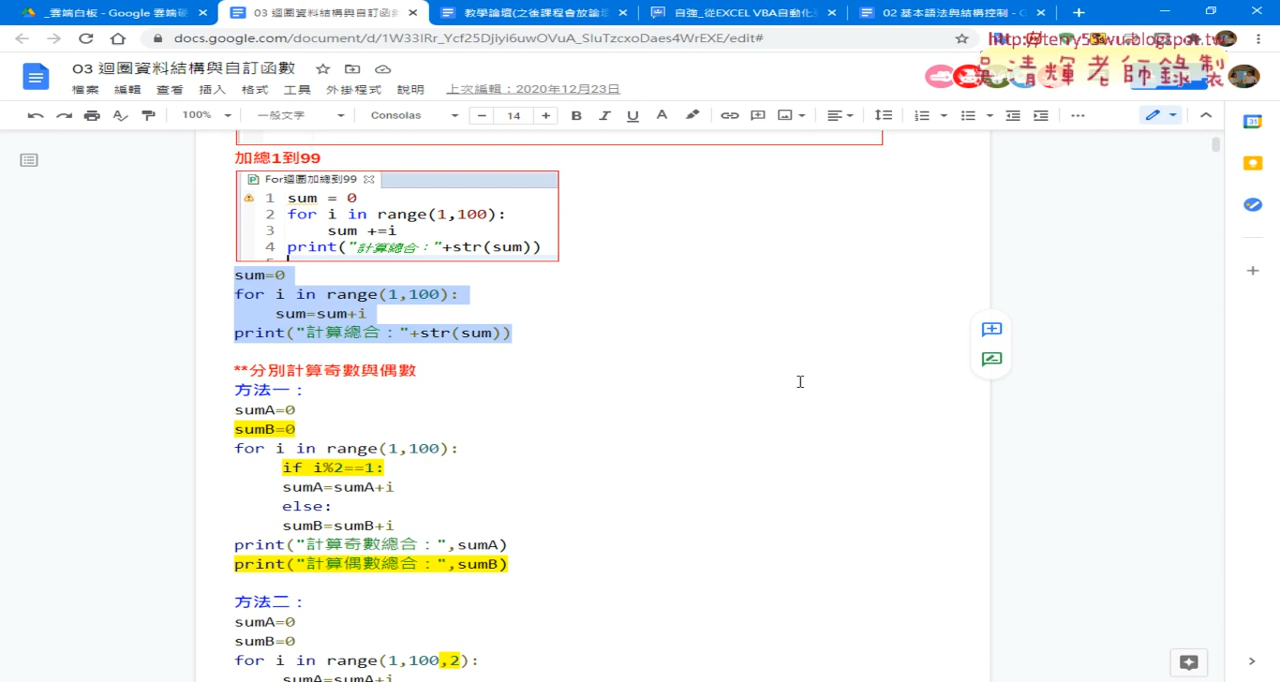 _雲端白板 - Google 雲端硬
03 迴圈資料結構與自訂函
教學論壇(之後課程會放論壇
自強_從EXCEL VBA自動化
02 基本語法與結構控制 - G
docs.google.com/document/d/1W33IRr_Ycf25Djiyi6uwOVuA_SIuTzcxoDaes4WrEXE/edit#
http://terry55wu.blogspot.tw
吳清輝老師錄製
03 迴圈資料結構與自訂函數
檔案 編輯 查看 插入 格式 工具 外掛程式 說明 上次編輯：2020年12月23日
100% 一般文字 Consolas − 14 + B I U A
加總1到99
For迴圈加總到99
1 sum = 0
2 for i in range(1,100):
3 sum +=i
4 print("計算總合："+str(sum))
sum=0
for i in range(1,100):
sum=sum+i
print("計算總合："+str(sum))
**分別計算奇數與偶數
方法一：
sumA=0
sumB=0
for i in range(1,100):
if i%2==1:
sumA=sumA+i
else:
sumB=sumB+i
print("計算奇數總合：",sumA)
print("計算偶數總合：",sumB)
方法二：
sumA=0
sumB=0
for i in range(1,100,2):
sumA=sumA+i